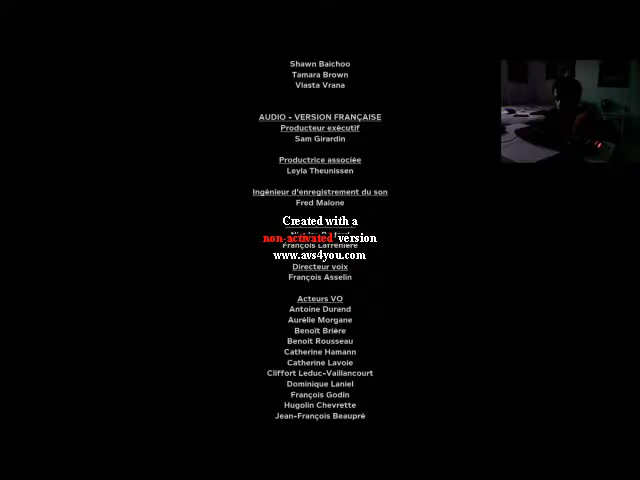 Shawn Baichoo
Tamara Brown
Vlasta Vrana
AUDIO - VERSION FRANÇAISE
Producteur exécutif
Sam Girardin
Productrice associée
Leyla Theunissen
Ingénieur d'enregistrement du son
Fred Malone
Created with a
non-activated version
François Lafrenière
www.avs4you.com
Directeur voix
François Asselin
Acteurs VO
Antoine Durand
Aurélie Morgane
Benoît Brière
Benoit Rousseau
Catherine Hamann
Catherine Lavoie
Cliffort Leduc-Vaillancourt
Dominique Laniel
François Godin
Hugolin Chevrette
Jean-François Beaupré